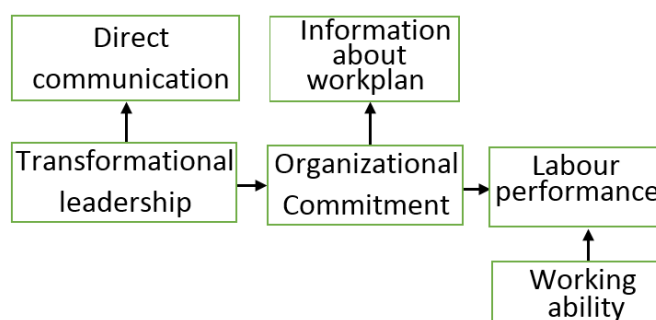 Direct
communication
Information
about
workplan
Transformational
leadership
Organizational
Commitment
Labour
performance
Working
ability